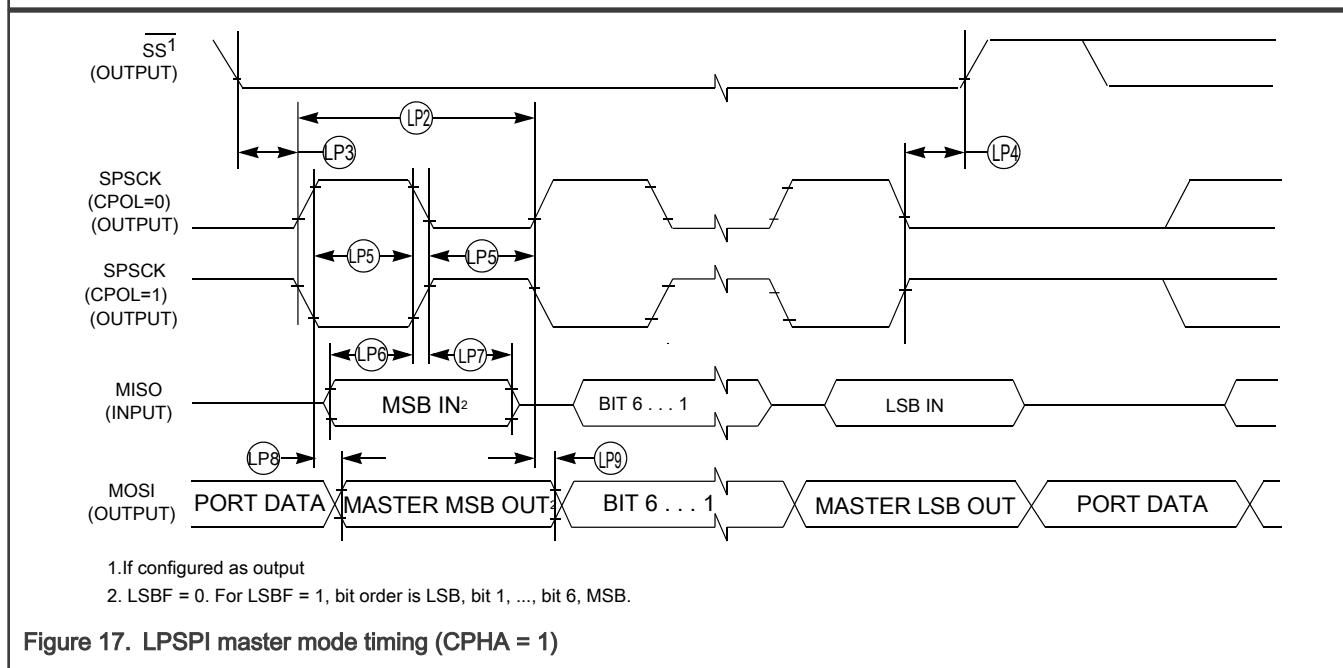 SS1
(OUTPUT)
LP2
LP3
LP4
SPSCK
(CPOL=0)
(OUTPUT)
LP5
LP5
SPSCK
(CPOL=1)
(OUTPUT)
LP6
LP7
MISO
(INPUT)
MSB IN2
BIT 6 . . . 1
LSB IN
LP8
LP9
MOSI
(OUTPUT)
PORT DATA
MASTER MSB OUT2
BIT 6 . . . 1
MASTER LSB OUT
PORT DATA
1.If configured as output
2. LSBF = 0. For LSBF = 1, bit order is LSB, bit 1, ..., bit 6, MSB.
Figure 17. LPSPI master mode timing (CPHA = 1)